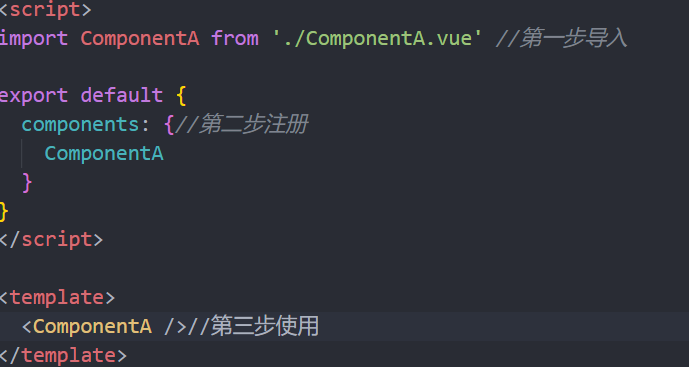 <script>
import ComponentA from './ComponentA.vue' //第一步导入
export default {
components: {//第二步注册
ComponentA
}
}
</script>
<template>
<ComponentA />//第三步使用
</template>